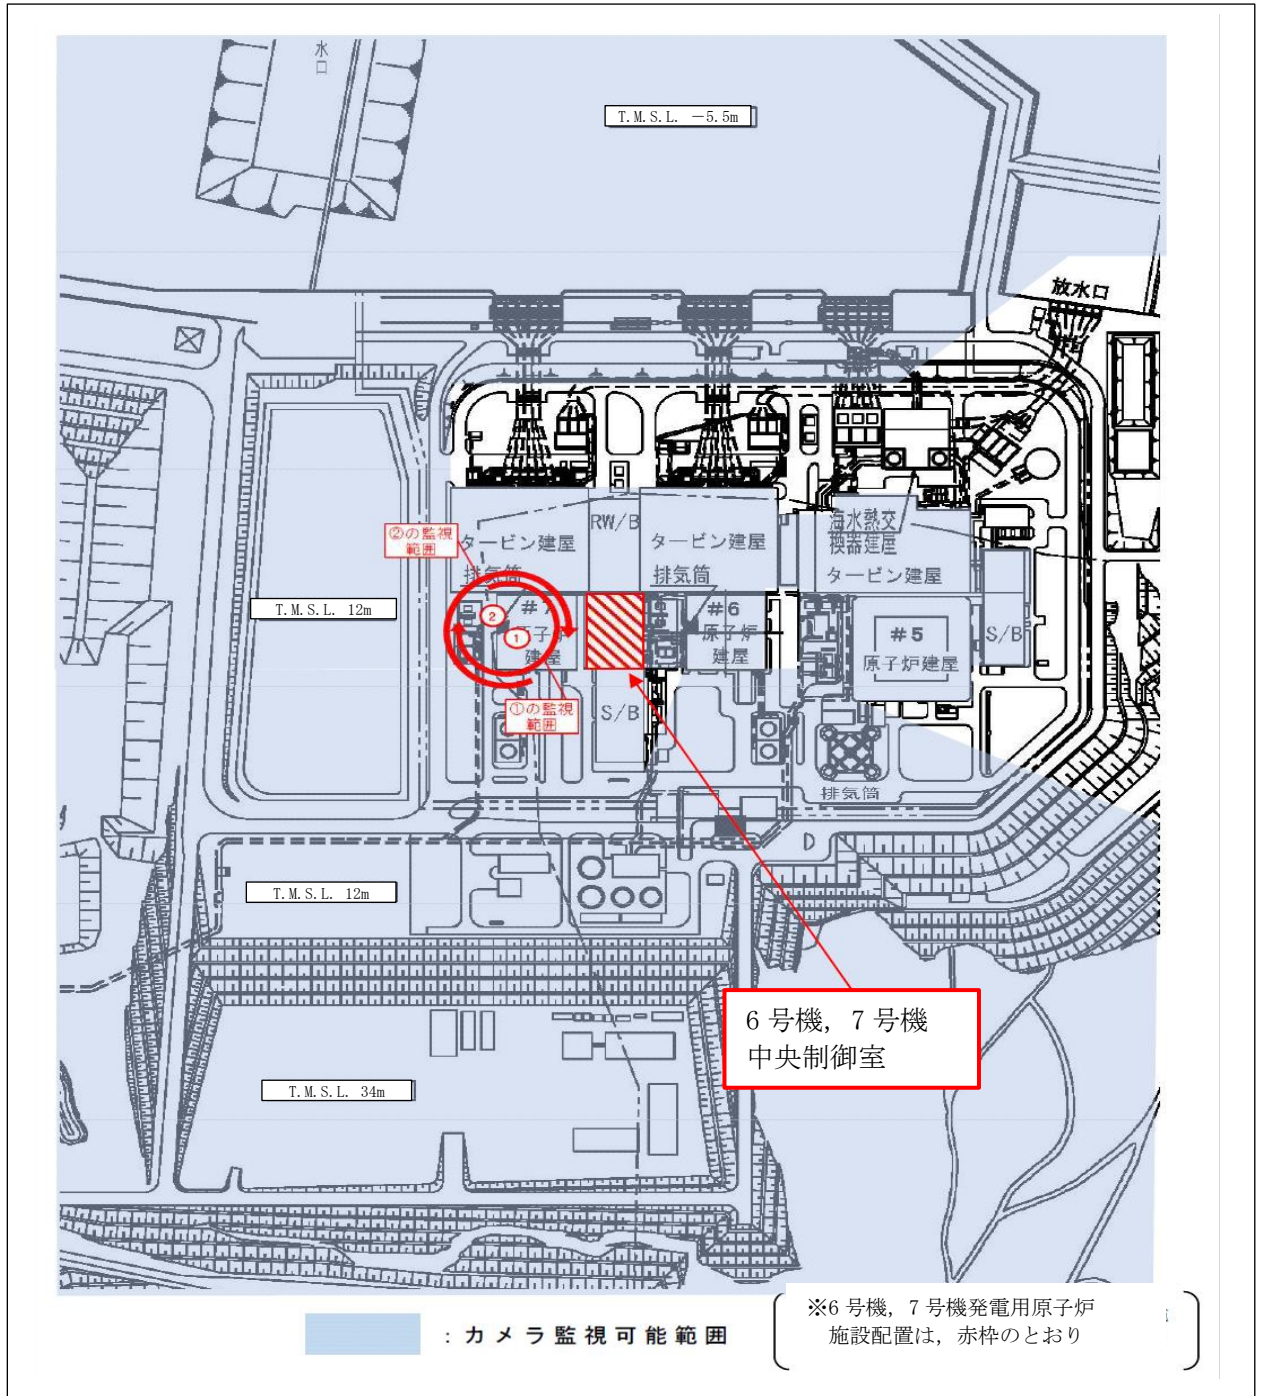 水口
T.M.S.L. －5.5m
放水口
RW/B
海水熱交
換器建屋
②の監視
範囲
タービン建屋
タービン建屋
タービン建屋
排気筒
排気筒
T.M.S.L. 12m
②
①
#7
原子炉
建屋
#6
原子炉
建屋
#5
原子炉建屋
S/B
①の監視
範囲
S/B
排気筒
T.M.S.L. 12m
6号機，7号機
中央制御室
T.M.S.L. 34m
：カメラ監視可能範囲
※6号機，7号機発電用原子炉
施設配置は，赤枠のとおり